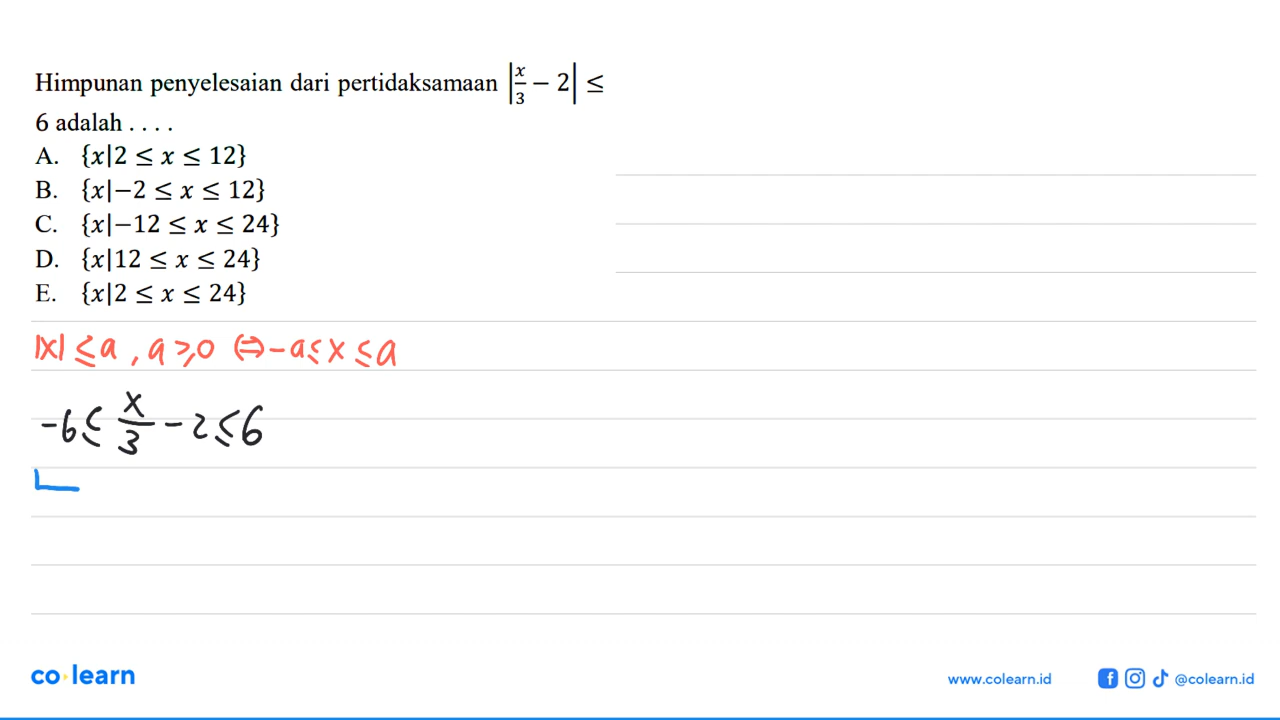 Himpunan penyelesaian dari pertidaksamaan |x/3 − 2| ≤
6 adalah . . . .
A. {x|2 ≤ x ≤ 12}
B. {x|−2 ≤ x ≤ 12}
C. {x|−12 ≤ x ≤ 24}
D. {x|12 ≤ x ≤ 24}
E. {x|2 ≤ x ≤ 24}
|x| ≤ a , a ≥ 0 ⇔ -a ≤ x ≤ a
-6 ≤ x/3 - 2 ≤ 6
co learn
www.colearn.id
@colearn.id